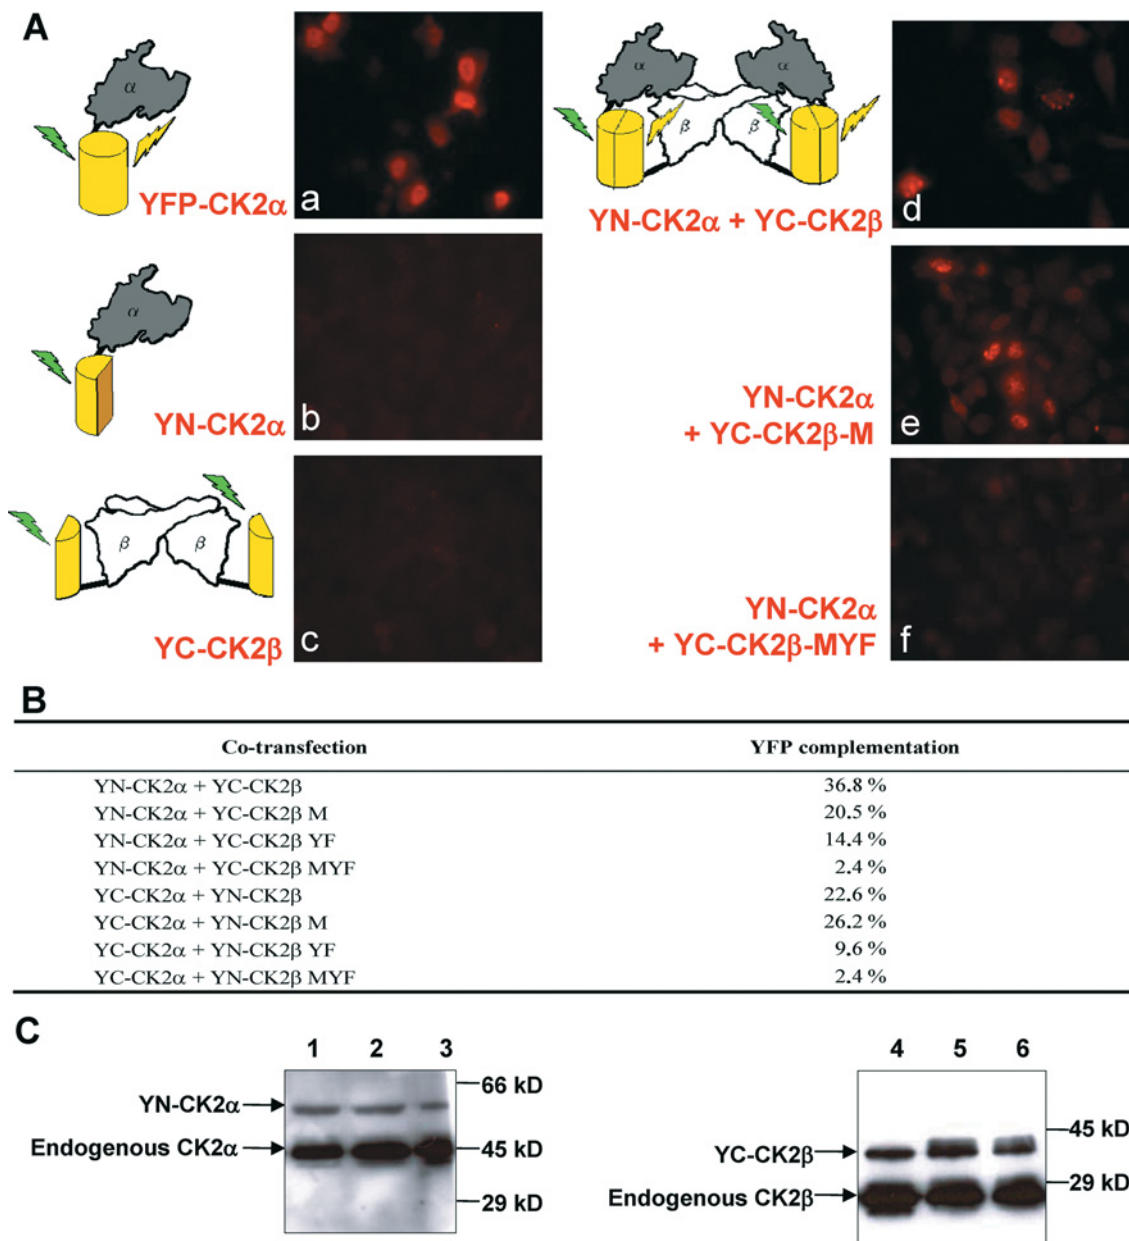 A
α
YFP-CK2α
a
α
YN-CK2α
b
β β
YC-CK2β
c
α α
β β
YN-CK2α + YC-CK2β
d
YN-CK2α
+ YC-CK2β-M
e
YN-CK2α
+ YC-CK2β-MYF
f
B
Co-transfection YFP complementation
YN-CK2α + YC-CK2β 36.8 %
YN-CK2α + YC-CK2β M 20.5 %
YN-CK2α + YC-CK2β YF 14.4 %
YN-CK2α + YC-CK2β MYF 2.4 %
YC-CK2α + YN-CK2β 22.6 %
YC-CK2α + YN-CK2β M 26.2 %
YC-CK2α + YN-CK2β YF 9.6 %
YC-CK2α + YN-CK2β MYF 2.4 %
C
1 2 3
66 kD
YN-CK2α
Endogenous CK2α
45 kD
29 kD
4 5 6
45 kD
YC-CK2β
29 kD
Endogenous CK2β